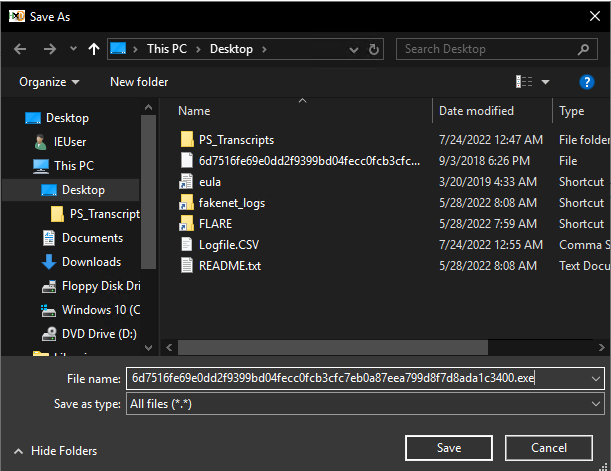 Save As
This PC > Desktop >
Search Desktop
Organize
New folder
Name Date modified Type
Desktop
IEUser
This PC
Desktop
PS_Transcript
Documents
Downloads
Floppy Disk Dri
Windows 10 (C
DVD Drive (D:)
PS_Transcripts 7/24/2022 12:47 AM File folder
6d7516fe69e0dd2f9399bd04fecc0fcb3cfc... 9/3/2018 6:26 PM File
eula 3/20/2019 4:33 AM Shortcut
fakenet_logs 5/28/2022 8:08 AM Shortcut
FLARE 5/28/2022 7:59 AM Shortcut
Logfile.CSV 7/24/2022 12:55 AM Comma S
README.txt 5/28/2022 8:08 AM Text Docu
File name: 6d7516fe69e0dd2f9399bd04fecc0fcb3cfc7eb0a87eea799d8f7d8ada1c3400.exe
Save as type: All files (*.*)
Hide Folders
Save
Cancel